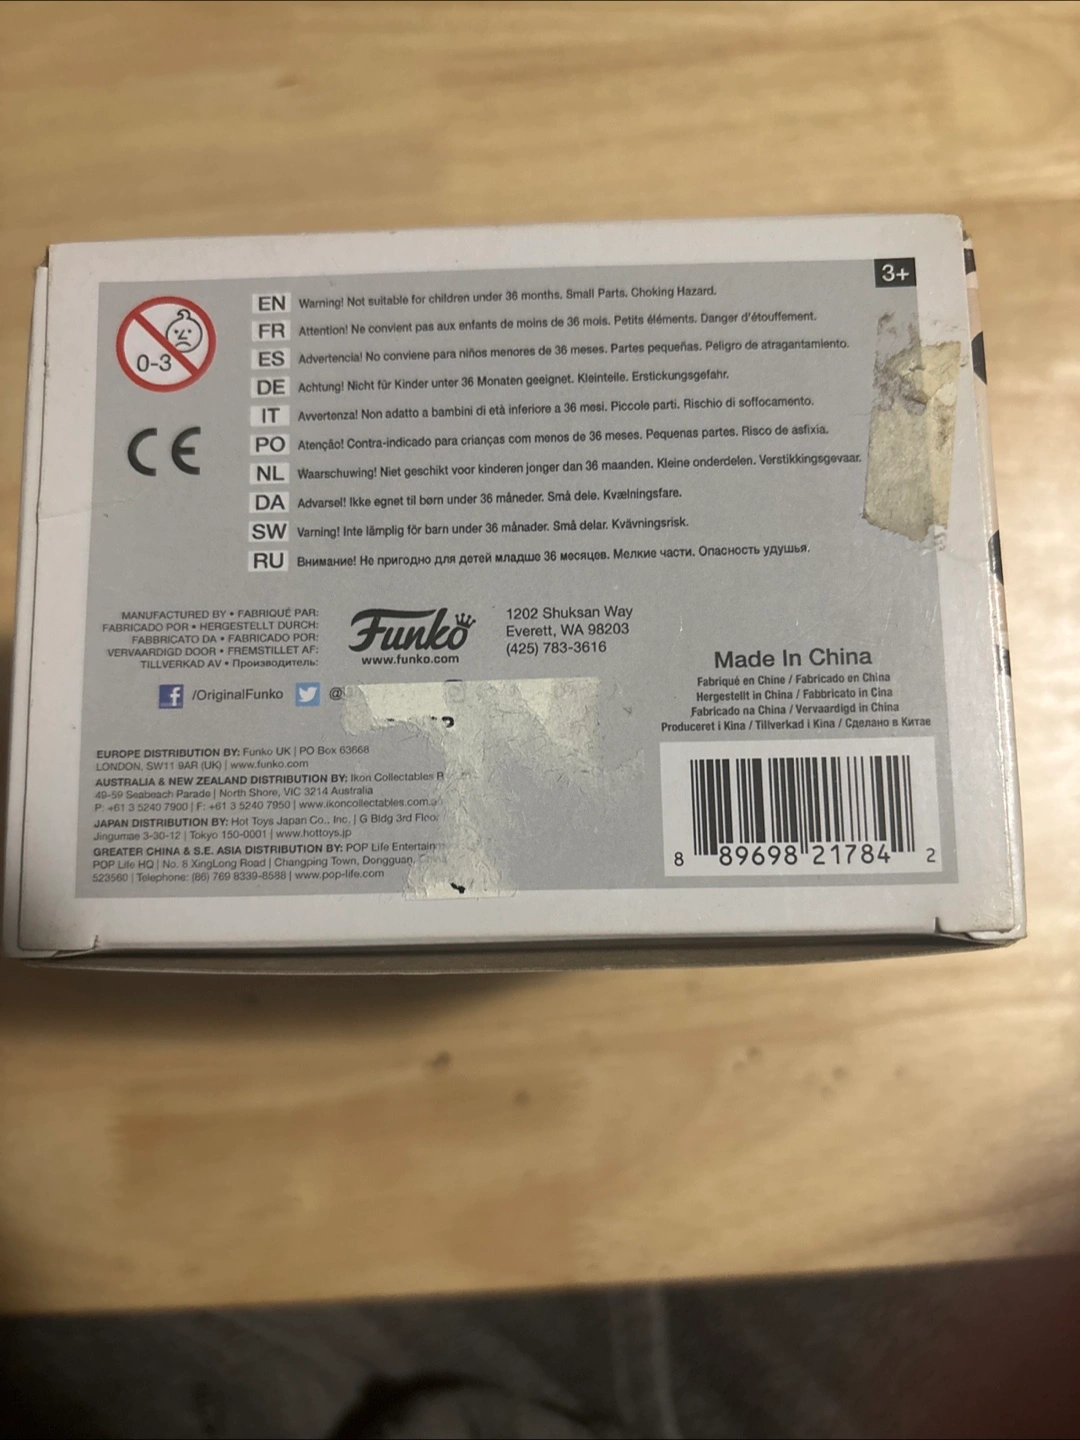 3+
0-3
EN Warning! Not suitable for children under 36 months. Small Parts. Choking Hazard.
FR Attention! Ne convient pas aux enfants de moins de 36 mois. Petits éléments. Danger d'étouffement.
ES Advertencia! No conviene para niños menores de 36 meses. Partes pequeñas. Peligro de atragantamiento.
DE Achtung! Nicht für Kinder unter 36 Monaten geeignet. Kleinteile. Erstickungsgefahr.
IT Avvertenza! Non adatto a bambini di età inferiore a 36 mesi. Piccole parti. Rischio di soffocamento.
PO Atenção! Contra-indicado para crianças com menos de 36 meses. Pequenas partes. Risco de asfixia.
NL Waarschuwing! Niet geschikt voor kinderen jonger dan 36 maanden. Kleine onderdelen. Verstikkingsgevaar.
DA Advarsel! Ikke egnet til børn under 36 måneder. Små dele. Kvælningsfare.
SW Varning! Inte lämplig för barn under 36 månader. Små delar. Kvävningsrisk.
RU Внимание! Не пригодно для детей младше 36 месяцев. Мелкие части. Опасность удушья.
CE
MANUFACTURED BY • FABRIQUÉ PAR:
FABRICADO POR • HERGESTELLT DURCH:
FABBRICATO DA • FABRICADO POR:
VERVAARDIGD DOOR • FREMSTILLET AF:
TILLVERKAD AV • Производитель:
Funko
www.funko.com
1202 Shuksan Way
Everett, WA 98203
(425) 783-3616
f /OriginalFunko @
Made In China
Fabriqué en Chine / Fabricado en China
Hergestellt in China / Fabbricato in Cina
Fabricado na China / Vervaardigd in China
Produceret i Kina / Tillverkad i Kina / Сделано в Китае
EUROPE DISTRIBUTION BY: Funko UK | PO Box 63668
LONDON, SW11 9AR (UK) | www.funko.com
AUSTRALIA & NEW ZEALAND DISTRIBUTION BY: Ikon Collectables P
49-59 Seabeach Parade | North Shore, VIC 3214 Australia
P: +61 3 5240 7900 | F: +61 3 5240 7950 | www.ikoncollectables.com.a
JAPAN DISTRIBUTION BY: Hot Toys Japan Co., Inc. | G Bldg 3rd Floor
Jingumae 3-30-12 | Tokyo 150-0001 | www.hottoys.jp
GREATER CHINA & S.E. ASIA DISTRIBUTION BY: POP Life Entertain
POP Life HQ | No. 8 XingLong Road | Changping Town, Dongguan,
523560 | Telephone: (86) 769 8339-8588 | www.pop-life.com
8 89698 21784 2